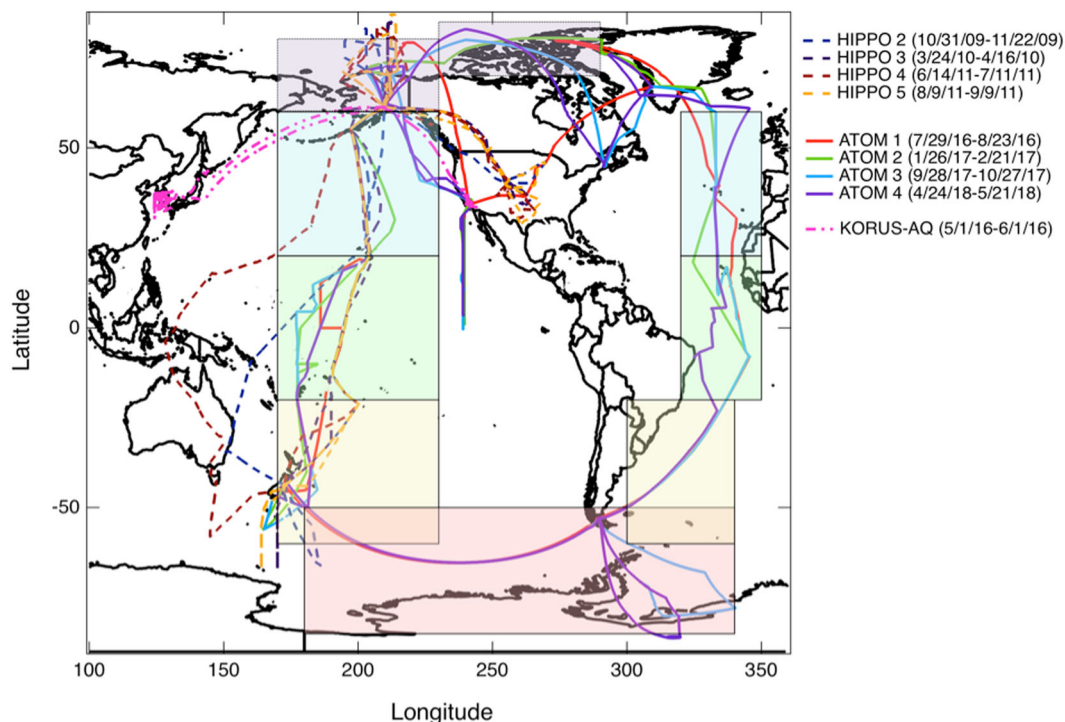 HIPPO 2 (10/31/09-11/22/09)
HIPPO 3 (3/24/10-4/16/10)
HIPPO 4 (6/14/11-7/11/11)
HIPPO 5 (8/9/11-9/9/11)
ATOM 1 (7/29/16-8/23/16)
ATOM 2 (1/26/17-2/21/17)
ATOM 3 (9/28/17-10/27/17)
ATOM 4 (4/24/18-5/21/18)
KORUS-AQ (5/1/16-6/1/16)
Latitude
50
0
-50
100
150
200
250
300
350
Longitude